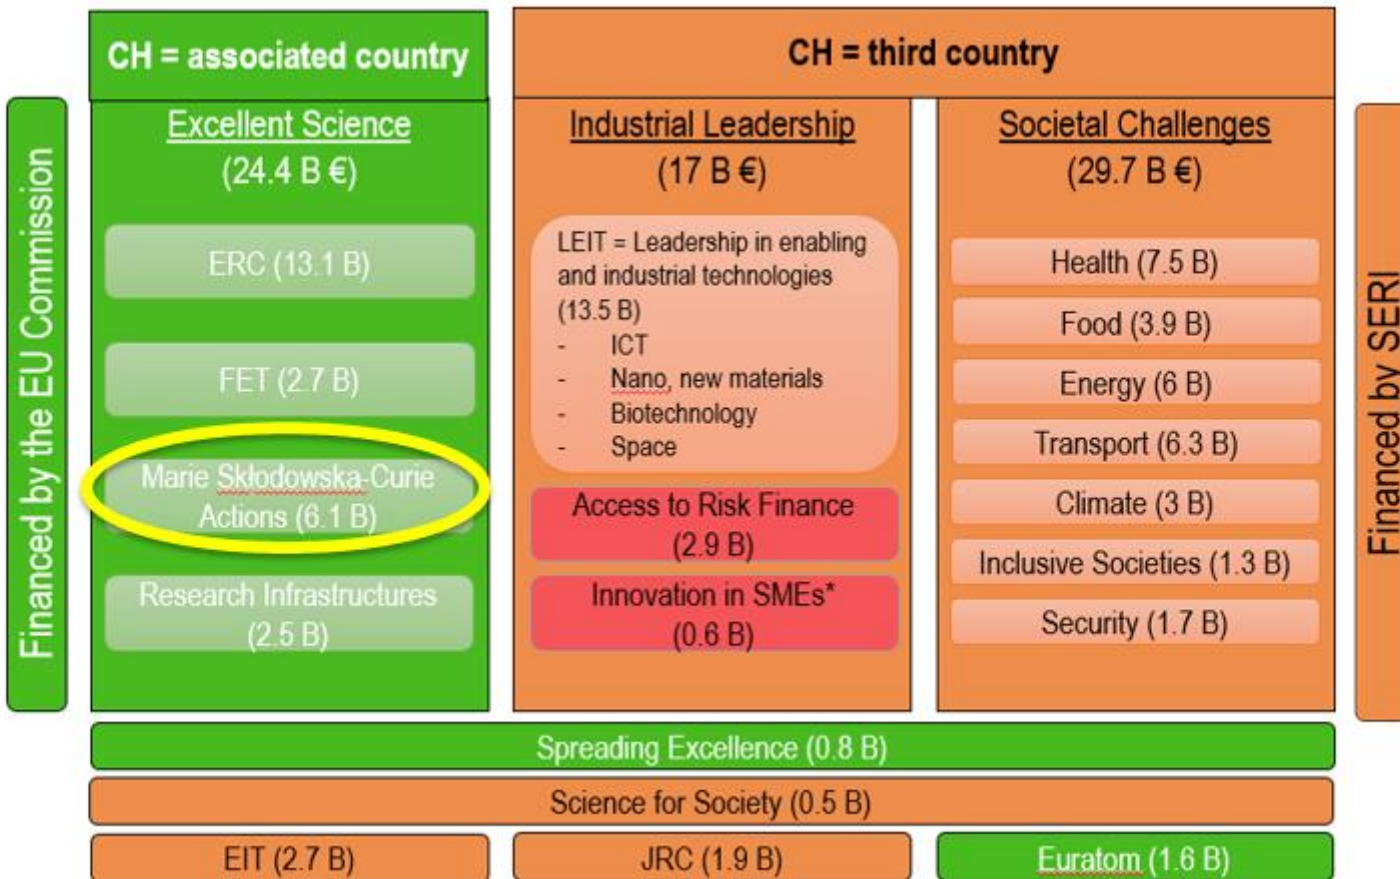 CH = associated country
CH = third country
Financed by the EU Commission
Excellent Science
(24.4 B €)
ERC (13.1 B)
FET (2.7 B)
Marie Skłodowska-Curie
Actions (6.1 B)
Research Infrastructures
(2.5 B)
Industrial Leadership
(17 B €)
LEIT = Leadership in enabling
and industrial technologies
(13.5 B)
- ICT
- Nano, new materials
- Biotechnology
- Space
Access to Risk Finance
(2.9 B)
Innovation in SMEs*
(0.6 B)
Societal Challenges
(29.7 B €)
Health (7.5 B)
Food (3.9 B)
Energy (6 B)
Transport (6.3 B)
Climate (3 B)
Inclusive Societies (1.3 B)
Security (1.7 B)
Financed by SERI
Spreading Excellence (0.8 B)
Science for Society (0.5 B)
EIT (2.7 B)
JRC (1.9 B)
Euratom (1.6 B)